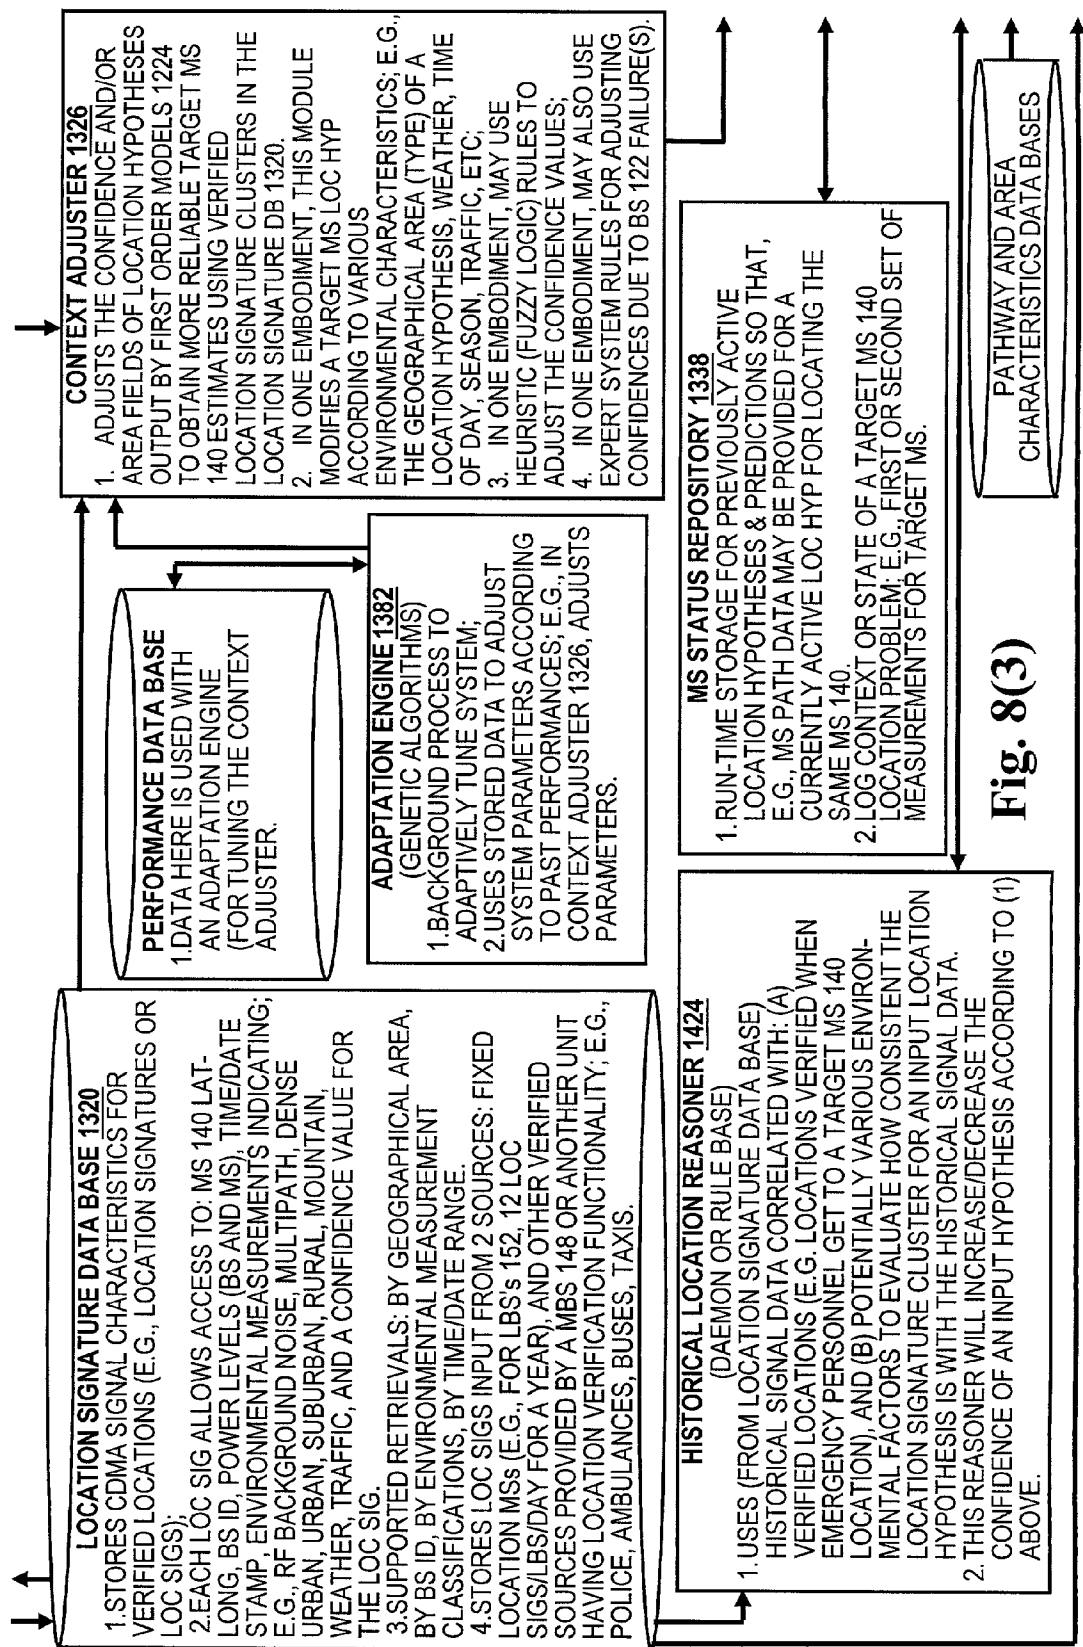 LOCATION SIGNATURE DATA BASE 1320
1.STORES CDMA SIGNAL CHARACTERISTICS FOR
VERIFIED LOCATIONS (E.G., LOCATION SIGNATURES OR
LOC SIGS);
2.EACH LOC SIG ALLOWS ACCESS TO: MS 140 LAT-
LONG, BS ID, POWER LEVELS (BS AND MS), TIME/DATE
STAMP, ENVIRONMENTAL MEASUREMENTS INDICATING;
E.G., RF BACKGROUND NOISE, MULTIPATH, DENSE
URBAN, URBAN, SUBURBAN, RURAL, MOUNTAIN,
WEATHER, TRAFFIC, AND A CONFIDENCE VALUE FOR
THE LOC SIG.
3.SUPPORTED RETRIEVALS: BY GEOGRAPHICAL AREA,
BY BS ID, BY ENVIRONMENTAL MEASUREMENT
CLASSIFICATIONS, BY TIME/DATE RANGE.
4.STORES LOC SIGS INPUT FROM 2 SOURCES: FIXED
LOCATION MSs (E.G., FOR LBS's 152, 12 LOC
SIGS/LBS/DAY FOR A YEAR), AND OTHER VERIFIED
SOURCES PROVIDED BY A MBS 148 OR ANOTHER UNIT
HAVING LOCATION VERIFICATION FUNCTIONALITY; E.G.,
POLICE, AMBULANCES, BUSES, TAXIS.
PERFORMANCE DATA BASE
1.DATA HERE IS USED WITH
AN ADAPTATION ENGINE
(FOR TUNING THE CONTEXT
ADJUSTER.
ADAPTATION ENGINE 1382
(GENETIC ALGORITHMS)
1.BACKGROUND PROCESS TO
ADAPTIVELY TUNE SYSTEM;
2.USES STORED DATA TO ADJUST
SYSTEM PARAMETERS ACCORDING
TO PAST PERFORMANCES; E.G., IN
CONTEXT ADJUSTER 1326, ADJUSTS
PARAMETERS.
CONTEXT ADJUSTER 1326
1. ADJUSTS THE CONFIDENCE AND/OR
AREA FIELDS OF LOCATION HYPOTHESES
OUTPUT BY FIRST ORDER MODELS 1224
TO OBTAIN MORE RELIABLE TARGET MS
140 ESTIMATES USING VERIFIED
LOCATION SIGNATURE CLUSTERS IN THE
LOCATION SIGNATURE DB 1320.
2. IN ONE EMBODIMENT, THIS MODULE
MODIFIES A TARGET MS LOC HYP
ACCORDING TO VARIOUS
ENVIRONMENTAL CHARACTERISTICS; E.G.,
THE GEOGRAPHICAL AREA (TYPE) OF A
LOCATION HYPOTHESIS, WEATHER, TIME
OF DAY, SEASON, TRAFFIC, ETC;
3. IN ONE EMBODIMENT, MAY USE
HEURISTIC (FUZZY LOGIC) RULES TO
ADJUST THE CONFIDENCE VALUES;
4. IN ONE EMBODIMENT, MAY ALSO USE
EXPERT SYSTEM RULES FOR ADJUSTING
CONFIDENCES DUE TO BS 122 FAILURE(S).
HISTORICAL LOCATION REASONER 1424
(DAEMON OR RULE BASE)
1.USES (FROM LOCATION SIGNATURE DATA BASE)
HISTORICAL SIGNAL DATA CORRELATED WITH: (A)
VERIFIED LOCATIONS (E.G. LOCATIONS VERIFIED WHEN
EMERGENCY PERSONNEL GET TO A TARGET MS 140
LOCATION), AND (B) POTENTIALLY VARIOUS ENVIRON-
MENTAL FACTORS TO EVALUATE HOW CONSISTENT THE
LOCATION SIGNATURE CLUSTER FOR AN INPUT LOCATION
HYPOTHESIS IS WITH THE HISTORICAL SIGNAL DATA.
2. THIS REASONER WILL INCREASE/DECREASE THE
CONFIDENCE OF AN INPUT HYPOTHESIS ACCORDING TO (1)
ABOVE.
MS STATUS REPOSITORY 1338
1.RUN-TIME STORAGE FOR PREVIOUSLY ACTIVE
LOCATION HYPOTHESES & PREDICTIONS SO THAT,
E.G., MS PATH DATA MAY BE PROVIDED FOR A
CURRENTLY ACTIVE LOC HYP FOR LOCATING THE
SAME MS 140.
2.LOG CONTEXT OR STATE OF A TARGET MS 140
LOCATION PROBLEM; E.G., FIRST OR SECOND SET OF
MEASUREMENTS FOR TARGET MS.
PATHWAY AND AREA
CHARACTERISTICS DATA BASES
Fig. 8(3)